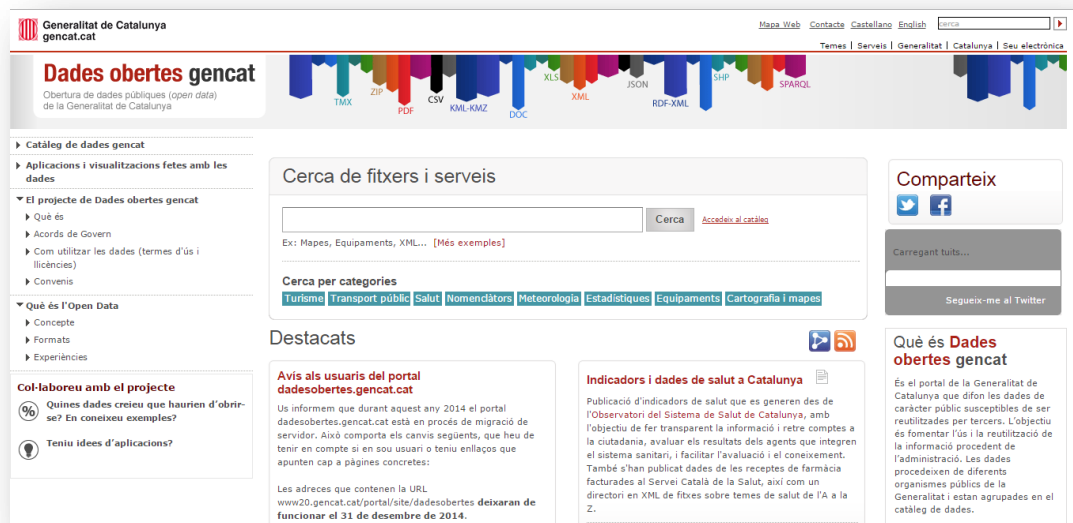 Generalitat de Catalunya
gencat.cat
Mapa Web Contacte Castellano English cerca
Temes | Serveis | Generalitat | Catalunya | Seu electrònica
Dades obertes gencat
Obertura de dades públiques (open data)
de la Generalitat de Catalunya
TMX
ZIP
PDF
CSV
KML-KMZ
DOC
XLS
XML
JSON
RDF-XML
SHP
SPARQL
Catàleg de dades gencat
Aplicacions i visualitzacions fetes amb les
dades
El projecte de Dades obertes gencat
Què és
Acords de Govern
Com utilitzar les dades (termes d'ús i
llicències)
Convenis
Què és l'Open Data
Concepte
Formats
Experiències
Col·laboreu amb el projecte
Quines dades creieu que haurien d'obrir-
se? En coneixeu exemples?
Teniu idees d'aplicacions?
Cerca de fitxers i serveis
Cerca Accedeix al catàleg
Ex: Mapes, Equipaments, XML... [Més exemples]
Cerca per categories
Turisme Transport públic Salut Nomenclàtors Meteorologia Estadístiques Equipaments Cartografia i mapes
Destacats
Avís als usuaris del portal
dadesobertes.gencat.cat
Us informem que durant aquest any 2014 el portal
dadesobertes.gencat.cat està en procés de migració de
servidor. Això comporta els canvis següents, que heu de
tenir en compte si en sou usuari o teniu enllaços que
apunten cap a pàgines concretes:
Les adreces que contenen la URL
www20.gencat.cat/portal/site/dadesobertes deixaran de
funcionar el 31 de desembre de 2014.
Indicadors i dades de salut a Catalunya
Publicació d'indicadors de salut que es generen des de
l'Observatori del Sistema de Salut de Catalunya, amb
l'objectiu de fer transparent la informació i retre comptes a
la ciutadania, avaluar els resultats dels agents que integren
el sistema sanitari, i facilitar l'avaluació i el coneixement.
També s'han publicat dades de les receptes de farmàcia
facturades al Servei Català de la Salut, així com un
directori en XML de fitxes sobre temes de salut de l'A a la
Z.
Comparteix
Carregant tuits...
Segueix-me al Twitter
Què és Dades
obertes gencat
És el portal de la Generalitat de
Catalunya que difon les dades de
caràcter públic susceptibles de ser
reutilitzades per tercers. L'objectiu
és fomentar l'ús i la reutilització de
la informació procedent de
l'administració. Les dades
procedeixen de diferents
organismes públics de la
Generalitat i estan agrupades en el
catàleg de dades.